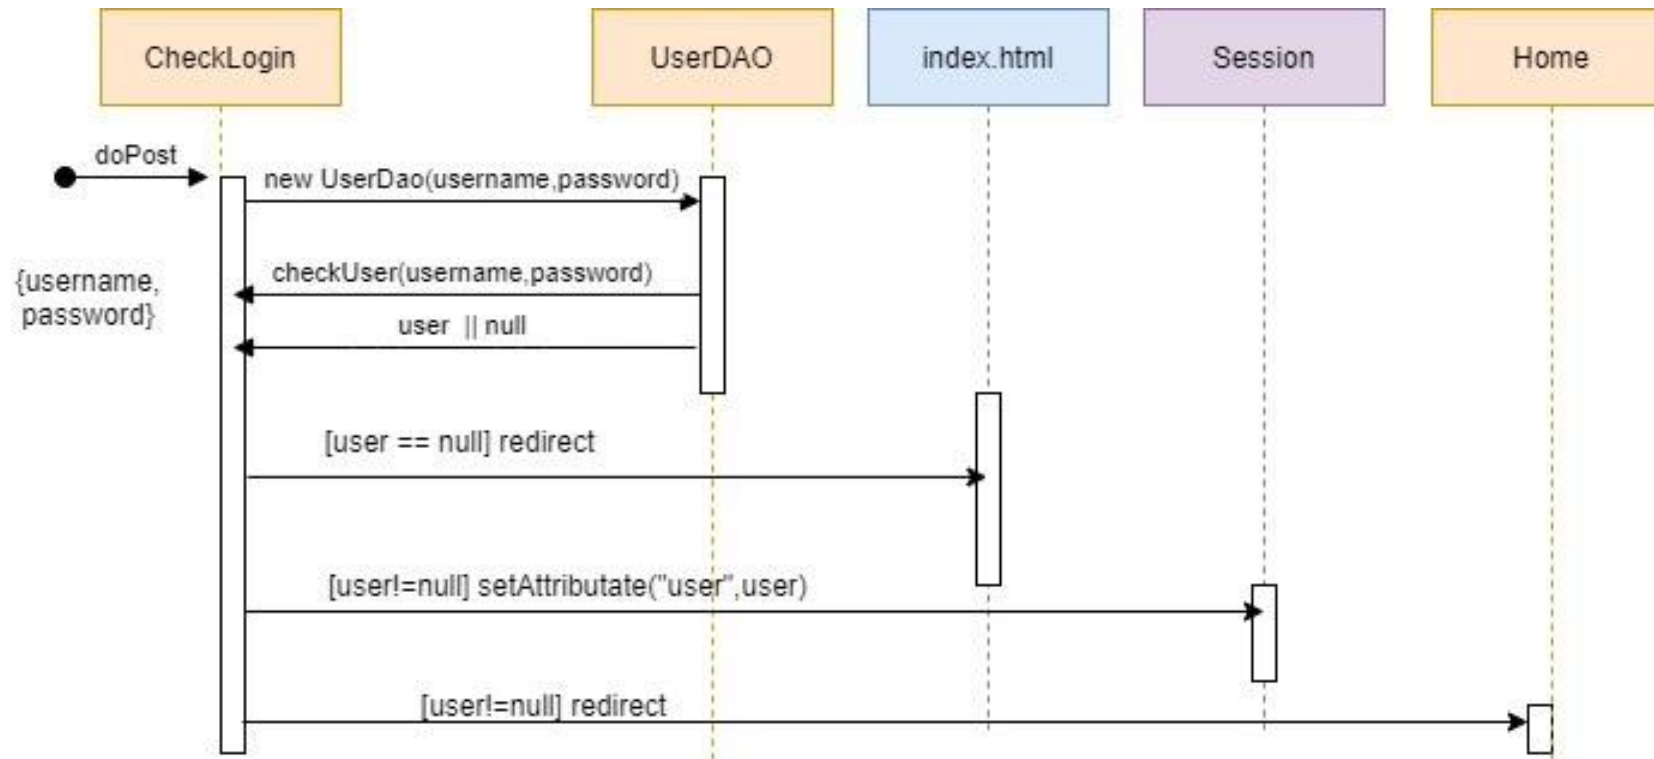 CheckLogin
UserDAO
index.html
Session
Home
doPost
new UserDao(username,password)
{username,
password}
checkUser(username,password)
user || null
[user == null] redirect
[user!=null] setAttributate("user",user)
[user!=null] redirect